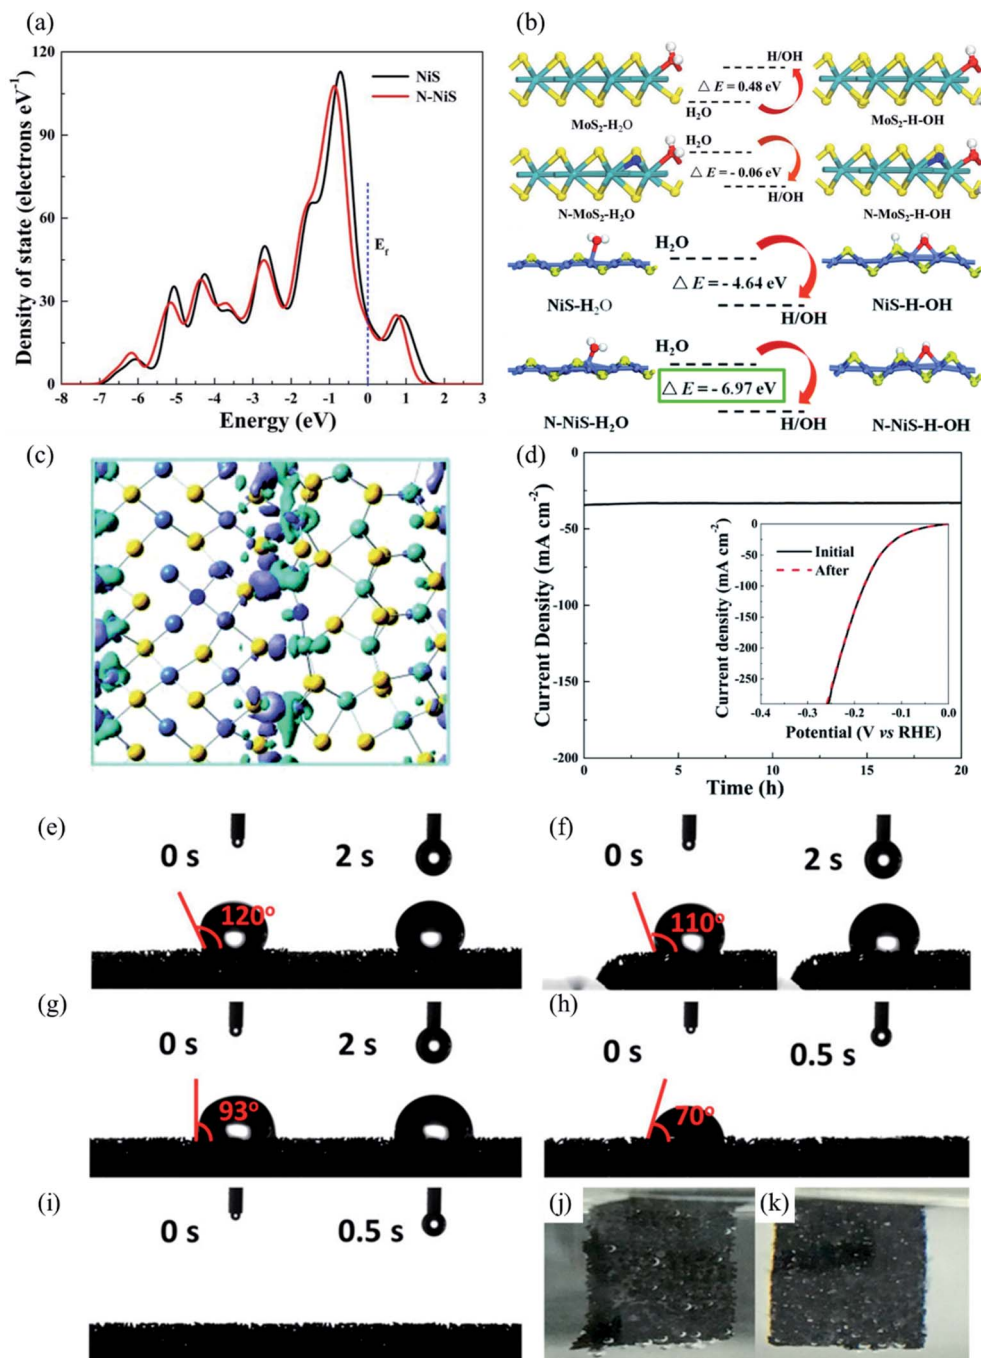 (a)
120
90
60
30
0
Density of state (electrons eV⁻¹)
NiS
N-NiS
E_f
-8 -7 -6 -5 -4 -3 -2 -1 0 1 2 3
Energy (eV)
(b)
H/OH
△ E = 0.48 eV
H₂O
MoS₂-H₂O
MoS₂-H-OH
H₂O
△ E = - 0.06 eV
H/OH
N-MoS₂-H₂O
N-MoS₂-H-OH
H₂O
△ E = - 4.64 eV
H/OH
NiS-H₂O
NiS-H-OH
H₂O
△ E = - 6.97 eV
H/OH
N-NiS-H₂O
N-NiS-H-OH
(c)
(d)
0
-50
-100
-150
-200
Current Density (mA cm⁻²)
0 5 10 15 20
Time (h)
0
-50
-100
-150
-200
-250
Current density (mA cm⁻²)
Initial
After
-0.4 -0.3 -0.2 -0.1 0.0
Potential (V vs RHE)
(e)
0 s
2 s
120°
(f)
0 s
2 s
110°
(g)
0 s
2 s
93°
(h)
0 s
0.5 s
70°
(i)
0 s
0.5 s
(j)
(k)